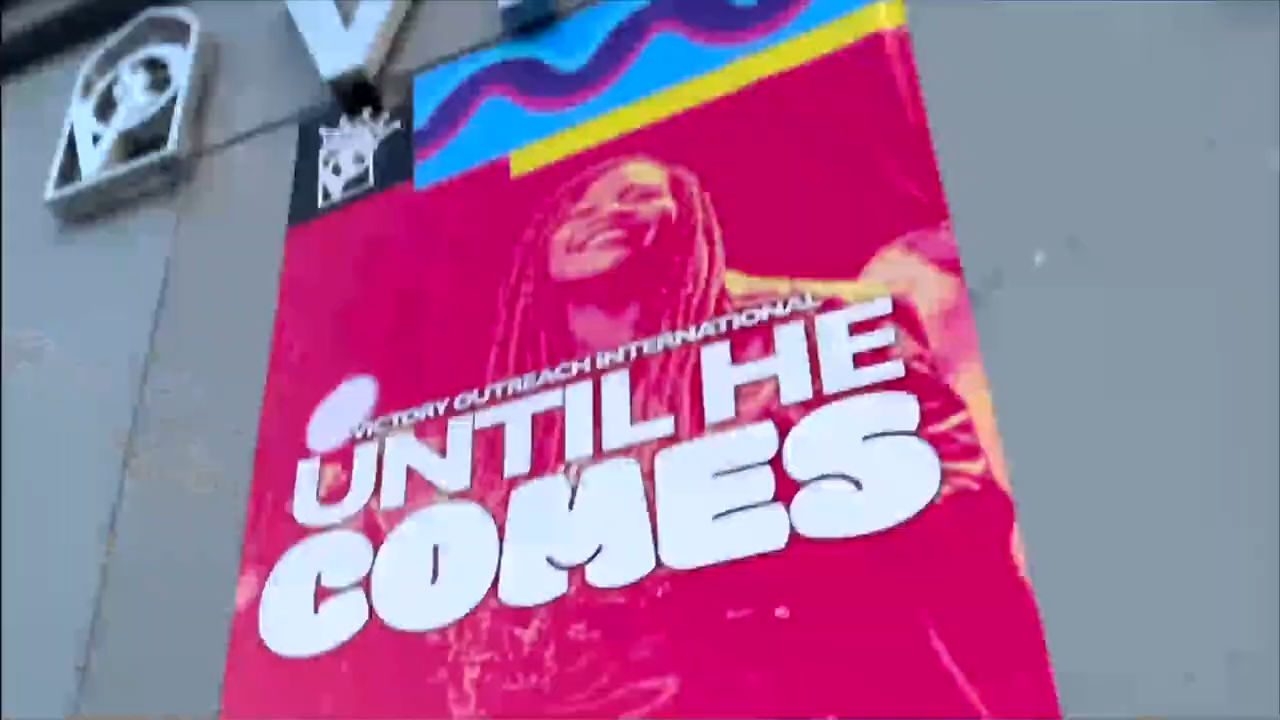 V
VICTORY OUTREACH INTERNATIONAL
UNTIL HE
COMES